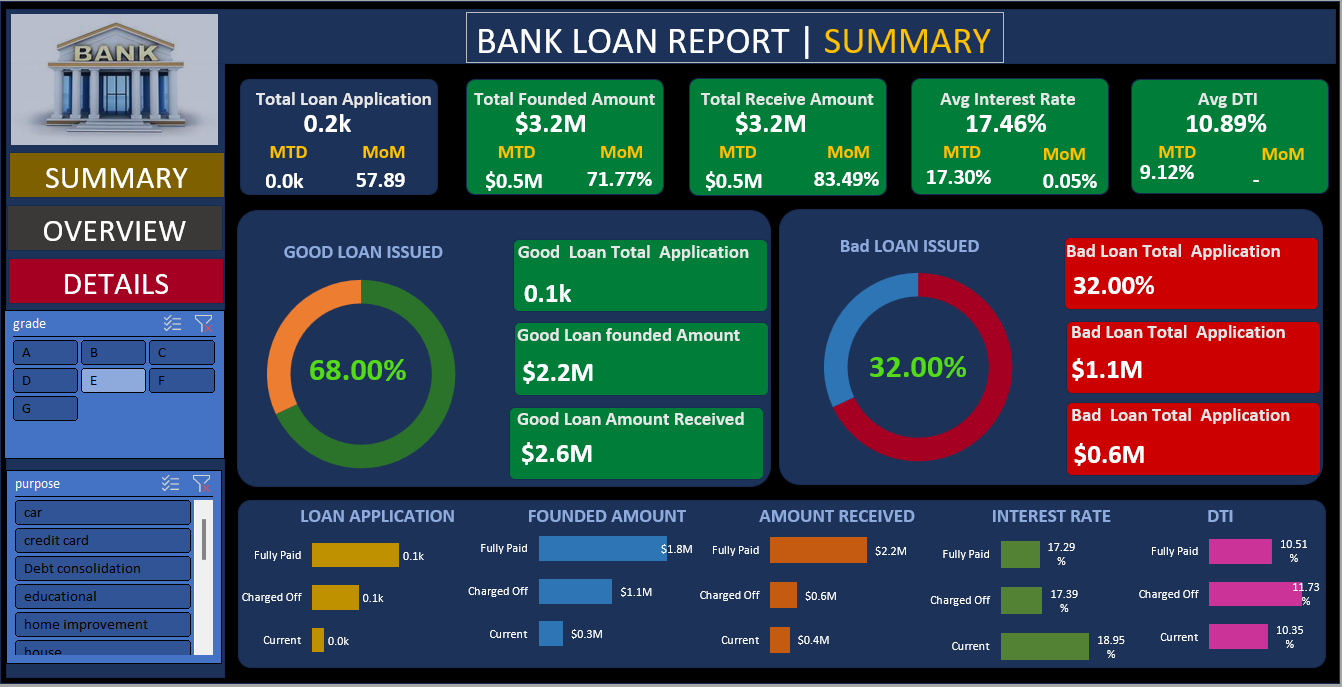 BANK
BANK LOAN REPORT | SUMMARY
SUMMARY
OVERVIEW
DETAILS
grade
A B C
D E F
G
purpose
car
credit card
Debt consolidation
educational
home improvement
house
Total Loan Application
0.2k
MTD MoM
0.0k 57.89
Total Founded Amount
$3.2M
MTD MoM
$0.5M 71.77%
Total Receive Amount
$3.2M
MTD MoM
$0.5M 83.49%
Avg Interest Rate
17.46%
MTD MoM
17.30% 0.05%
Avg DTI
10.89%
MTD MoM
9.12% -
GOOD LOAN ISSUED
68.00%
Good Loan Total Application
0.1k
Good Loan founded Amount
$2.2M
Good Loan Amount Received
$2.6M
Bad LOAN ISSUED
32.00%
Bad Loan Total Application
32.00%
Bad Loan Total Application
$1.1M
Bad Loan Total Application
$0.6M
LOAN APPLICATION
Fully Paid 0.1k
Charged Off 0.1k
Current 0.0k
FOUNDED AMOUNT
Fully Paid $1.8M
Charged Off $1.1M
Current $0.3M
AMOUNT RECEIVED
Fully Paid $2.2M
Charged Off $0.6M
Current $0.4M
INTEREST RATE
Fully Paid 17.29
%
Charged Off 17.39
%
Current 18.95
%
DTI
Fully Paid 10.51
%
Charged Off 11.73
%
Current 10.35
%